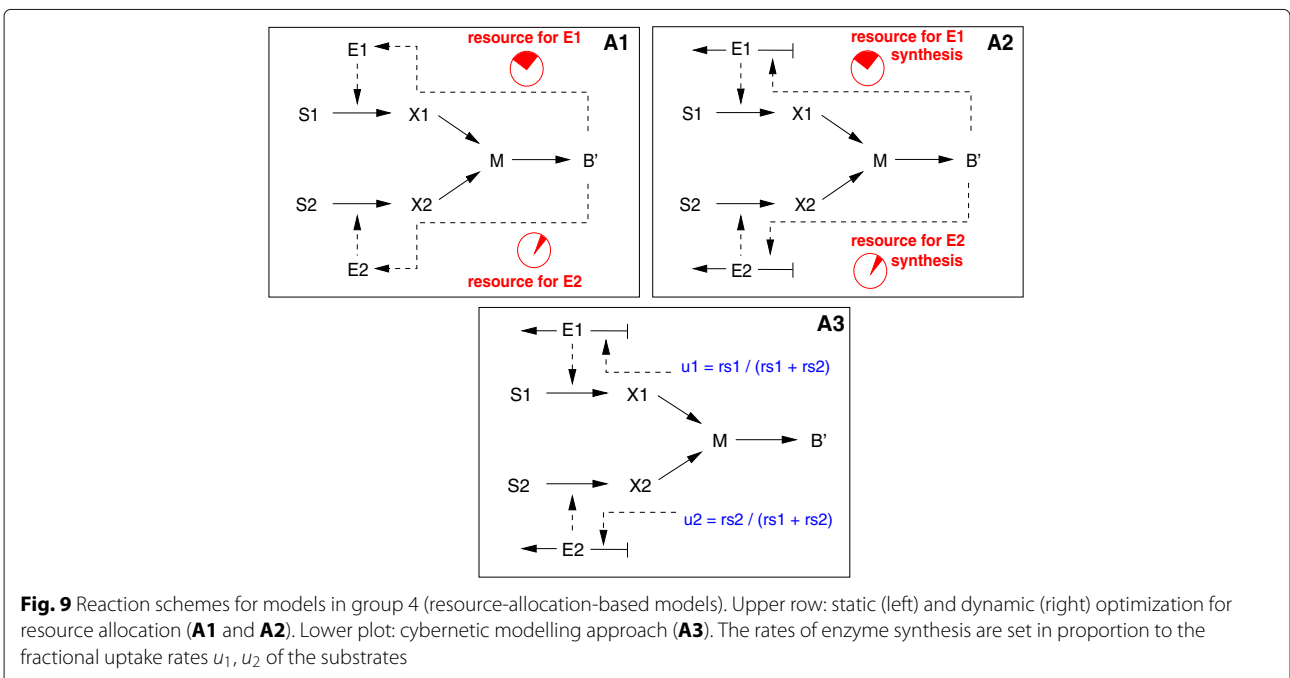 resource for E1
A1
E1
S1
X1
M
B'
S2
X2
E2
resource for E2
resource for E1
synthesis
A2
E1
S1
X1
M
B'
S2
X2
resource for E2
synthesis
E2
A3
E1
u1 = rs1 / (rs1 + rs2)
S1
X1
M
B'
S2
X2
u2 = rs2 / (rs1 + rs2)
E2
Fig. 9 Reaction schemes for models in group 4 (resource-allocation-based models). Upper row: static (left) and dynamic (right) optimization for
resource allocation (A1 and A2). Lower plot: cybernetic modelling approach (A3). The rates of enzyme synthesis are set in proportion to the
fractional uptake rates u₁, u₂ of the substrates